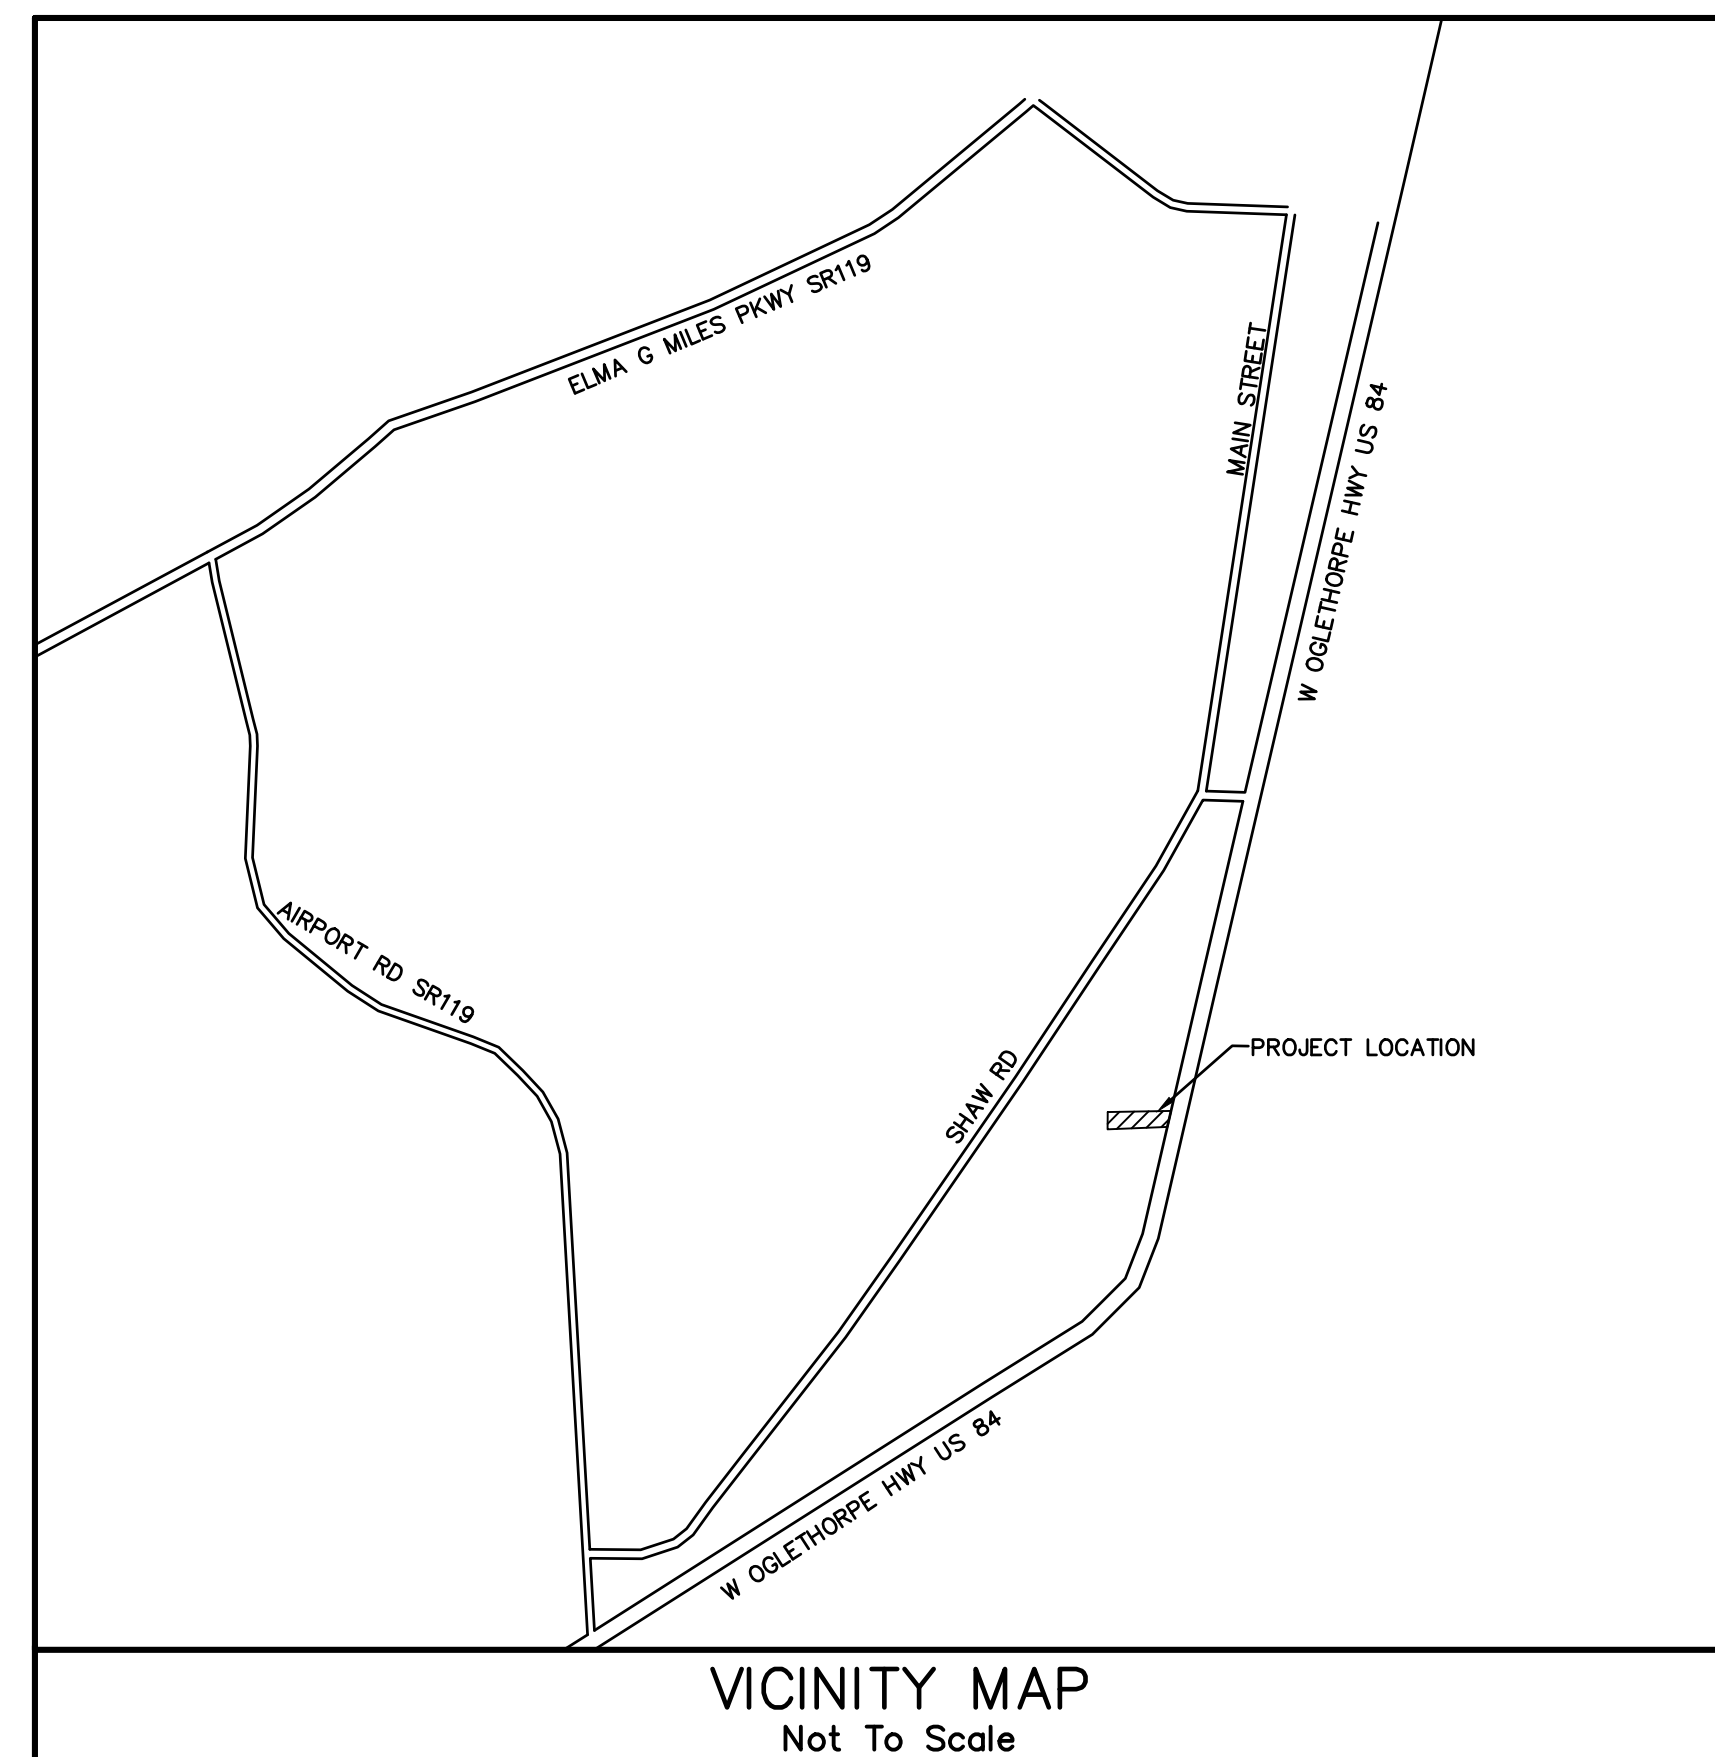 ELMA G MILES PKWY SR119
MAIN STREET
W OGLETHORPE HWY US 84
AIRPORT RD SR119
SHAW RD
PROJECT LOCATION
W OGLETHORPE HWY US 84
VICINITY MAP
Not To Scale